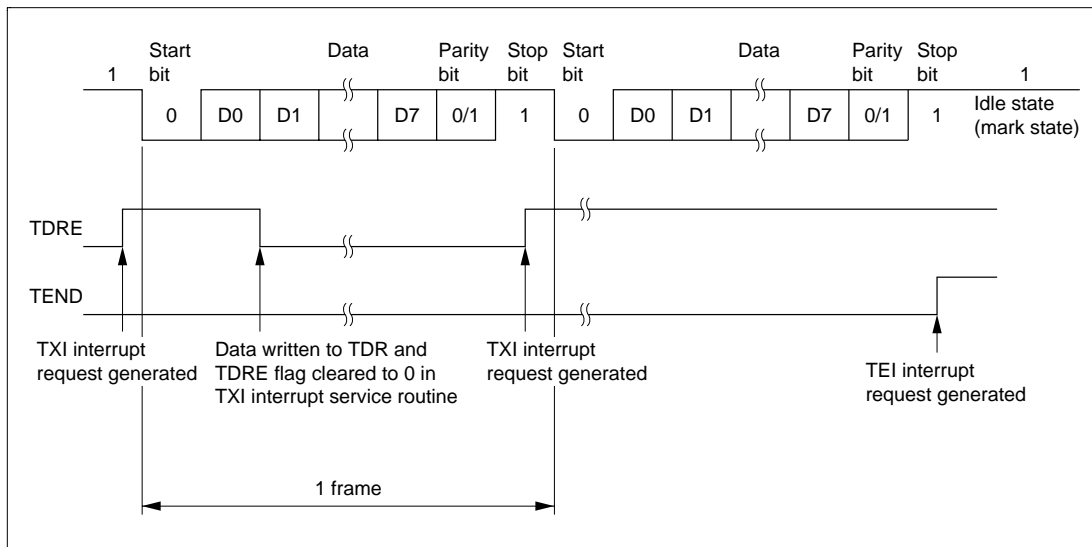 Start bit
Data
Parity bit
Stop bit
Start bit
Data
Parity bit
Stop bit
1
1
0
D0
D1
D7
0/1
1
0
D0
D1
D7
0/1
1
Idle state
(mark state)
TDRE
TEND
TXI interrupt
request generated
Data written to TDR and
TDRE flag cleared to 0 in
TXI interrupt service routine
TXI interrupt
request generated
TEI interrupt
request generated
1 frame